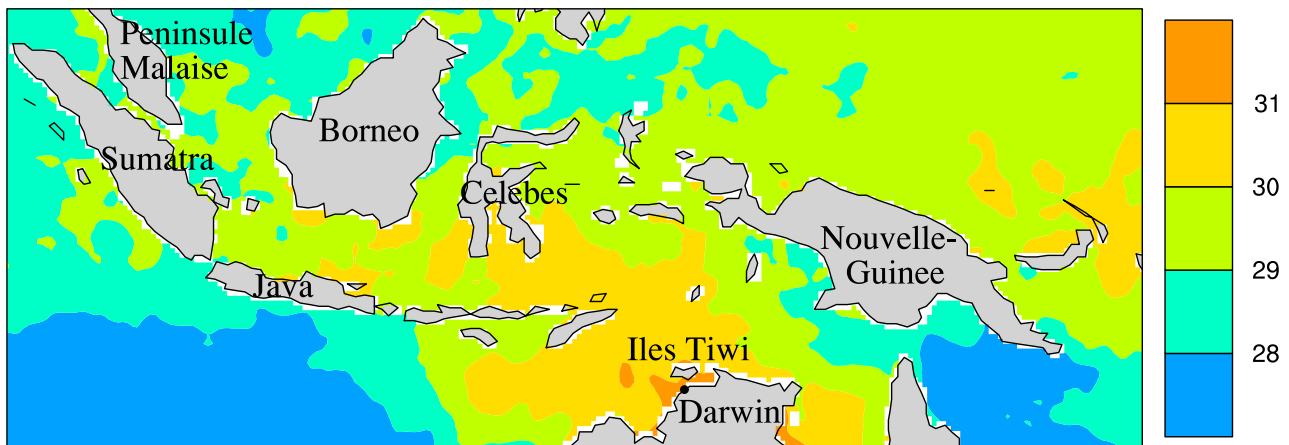 Peninsule
Malaise
Borneo
Sumatra
Celebes
Nouvelle-
Guinee
Java
Iles Tiwi
Darwin
31
30
29
28